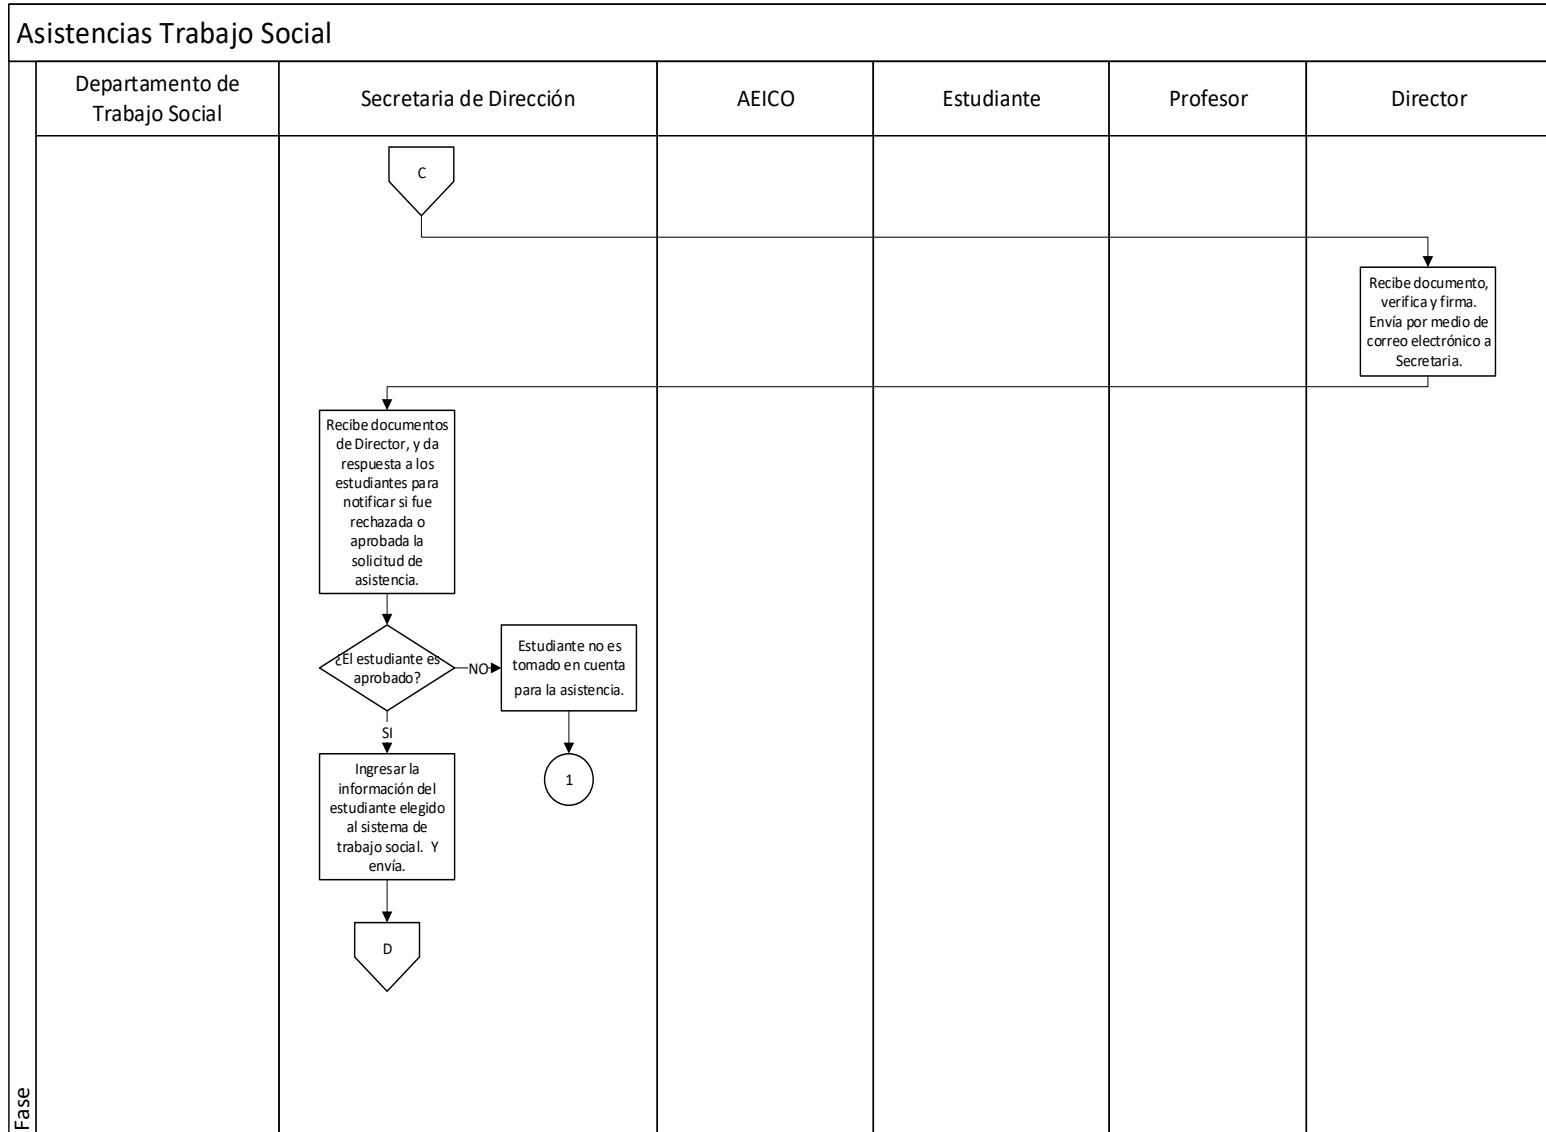 Asistencias Trabajo Social
Departamento de
Trabajo Social
Secretaria de Dirección
AEICO
Estudiante
Profesor
Director
C
Recibe documento,
verifica y firma.
Envía por medio de
correo electrónico a
Secretaria.
Recibe documentos
de Director, y da
respuesta a los
estudiantes para
notificar si fue
rechazada o
aprobada la
solicitud de
asistencia.
¿El estudiante es
aprobado?
NO
Estudiante no es
tomado en cuenta
para la asistencia.
SI
1
Ingresar la
información del
estudiante elegido
al sistema de
trabajo social. Y
envía.
D
Fase